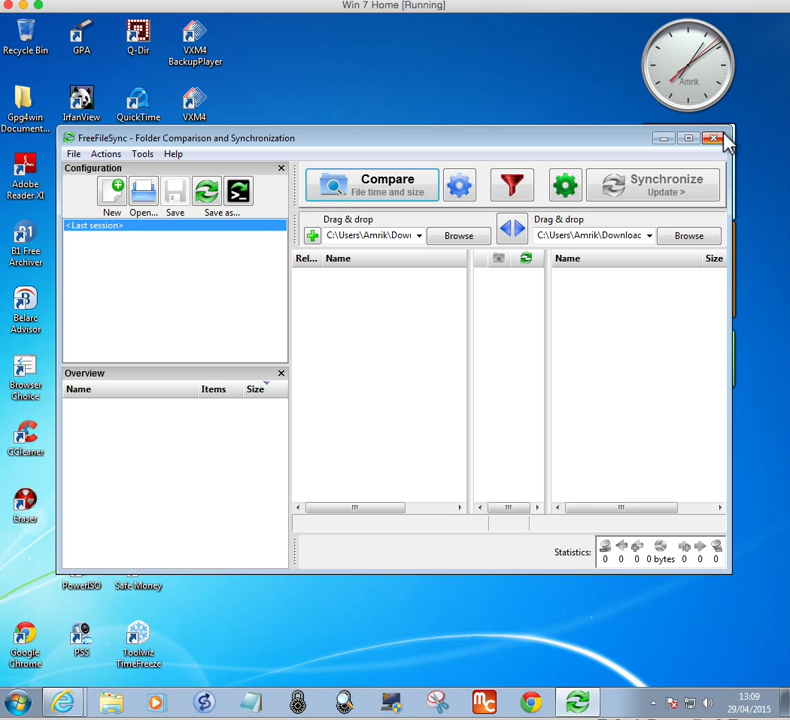 Win 7 Home [Running]
Recycle Bin
GPA
Q-Dir
VXM4
BackupPlayer
Amrik
Gpg4win
Document...
IrfanView
QuickTime
VXM4
FreeFileSync - Folder Comparison and Synchronization
File Actions Tools Help
Configuration
New Open... Save Save as...
<Last session>
Compare
File time and size
Synchronize
Update >
Drag & drop
Drag & drop
C:\Users\Amrik\Dow
Browse
C:\Users\Amrik\Downloac
Browse
Rel... Name
Name Size
Adobe
Reader XI
B1 Free
Archiver
Belarc
Advisor
Browser
Choice
CCleaner
Eraser
Overview
Name Items Size
Statistics:
0 0 0 0 bytes 0 0 0
PowerISO
Safe Money
Google
Chrome
PSS
Toolwiz
TimeFreeze
mc
13:09
29/04/2015